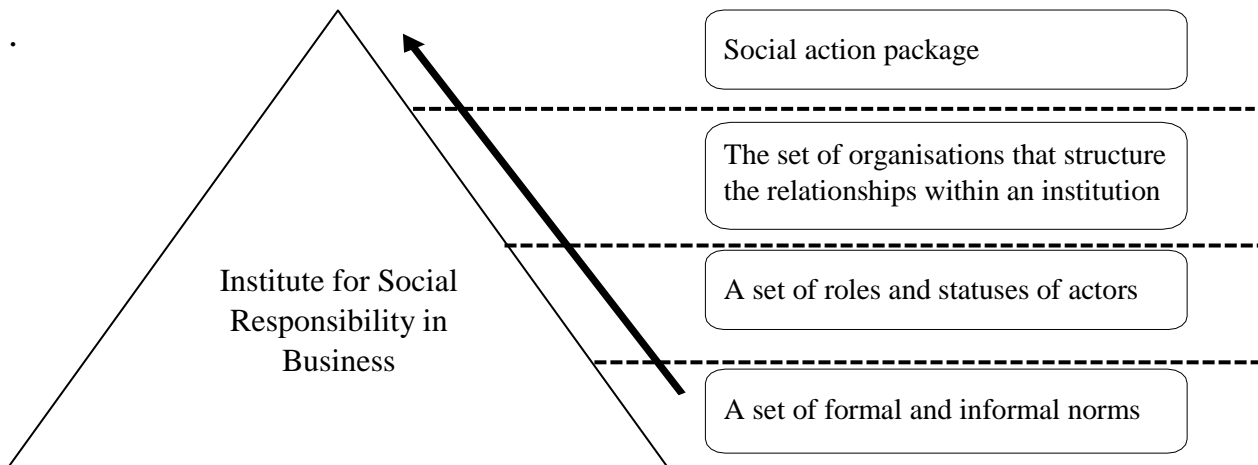 .
Social action package
The set of organisations that structure
the relationships within an institution
A set of roles and statuses of actors
A set of formal and informal norms
Institute for Social
Responsibility in
Business